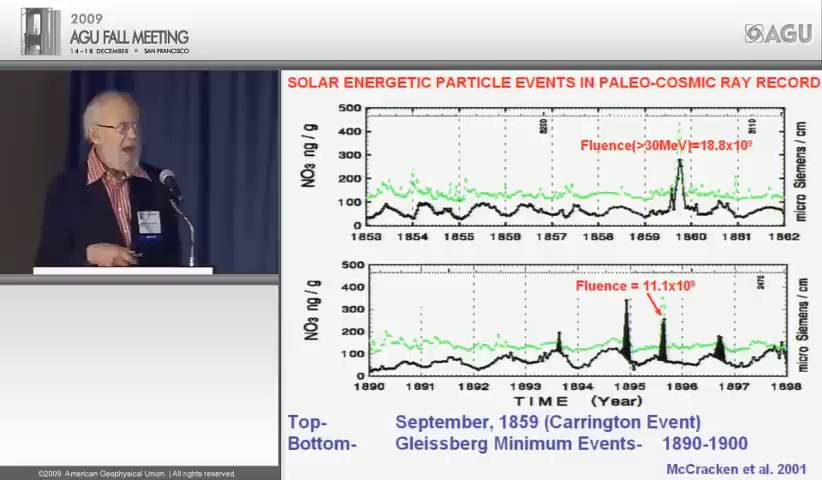 2009
AGU FALL MEETING
14-18 DECEMBER • SAN FRANCISCO
AGU
SOLAR ENERGETIC PARTICLE EVENTS IN PALEO-COSMIC RAY RECORD
500
400
300
200
100
0
NO3 ng / g
8200
8110
Fluence(>30MeV)=18.8x10⁹
micro Siemens / cm
1853 1854 1855 1856 1857 1858 1859 1860 1861 1862
500
400
300
200
100
0
NO3 ng / g
Fluence = 11.1x10⁹
micro Siemens / cm
1890 1891 1892 1893 1894 1895 1896 1897 1898
TIME (Year)
Top- September, 1859 (Carrington Event)
Bottom- Gleissberg Minimum Events- 1890-1900
McCracken et al. 2001
©2009 American Geophysical Union. | All rights reserved.